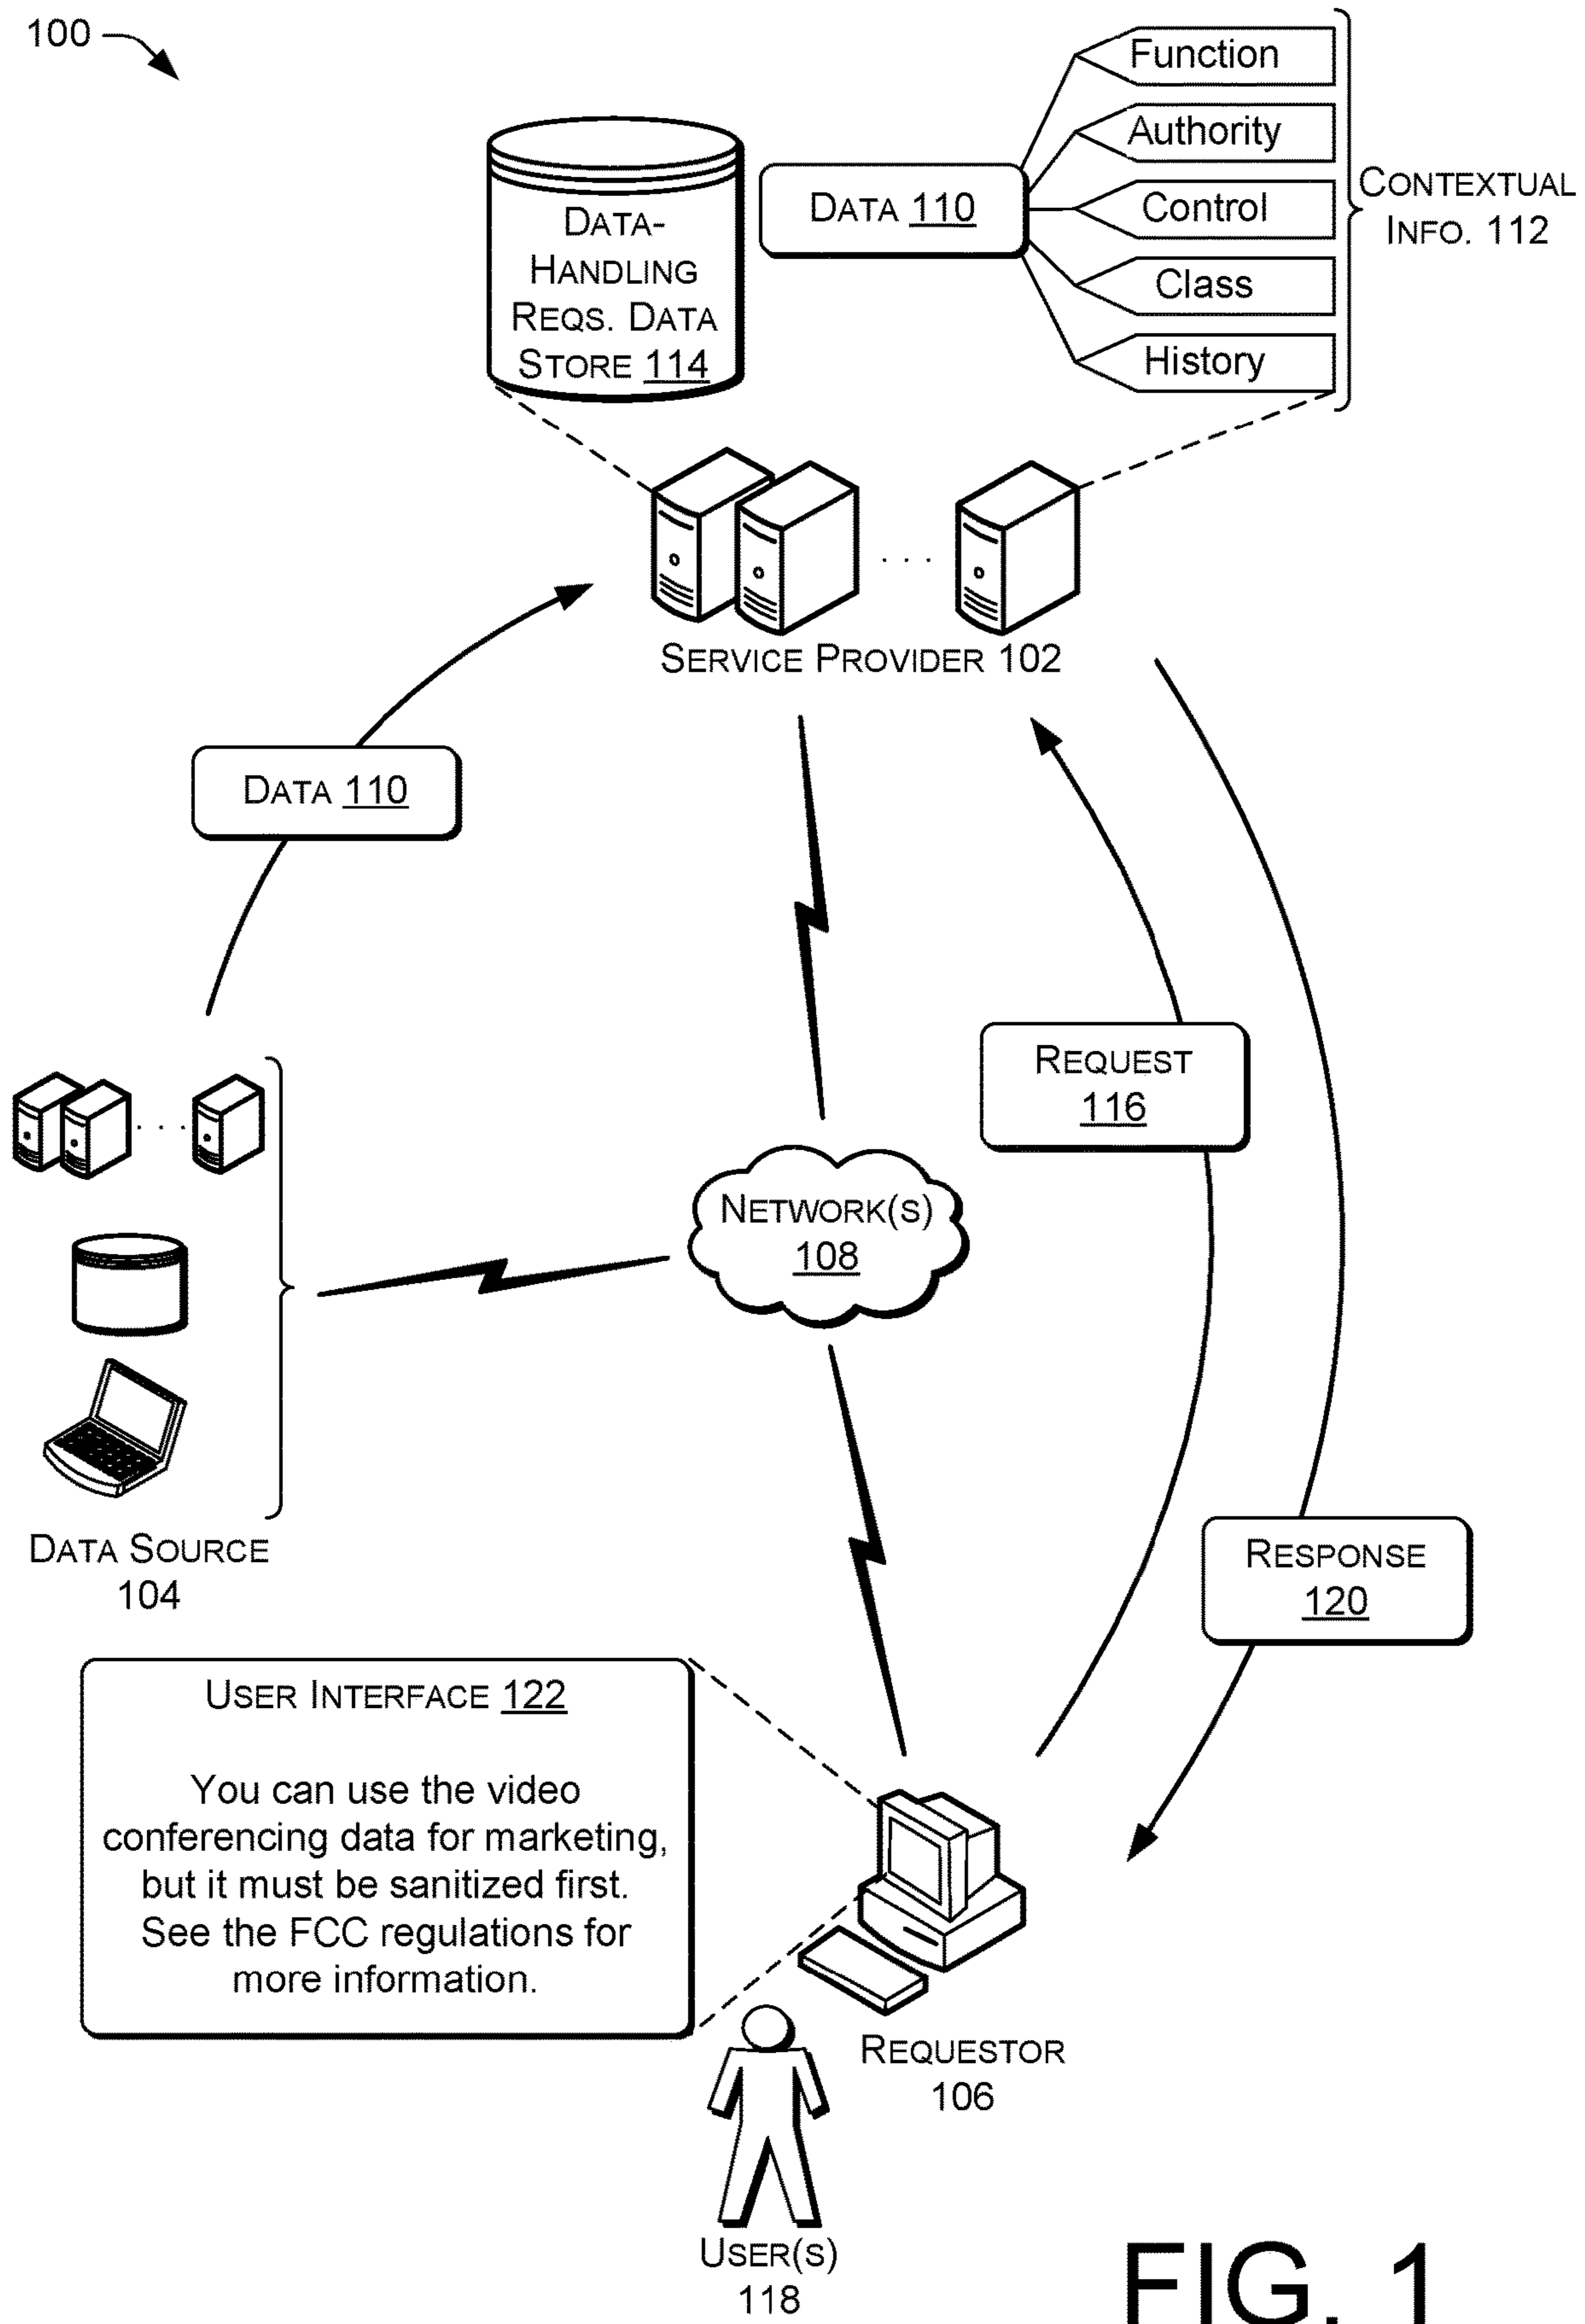 100
Function
Authority
Control
Class
History
CONTEXTUAL
INFO. 112
DATA 110
DATA-
HANDLING
REQS. DATA
STORE 114
SERVICE PROVIDER 102
DATA 110
REQUEST
116
NETWORK(S)
108
DATA SOURCE
104
RESPONSE
120
USER INTERFACE 122
You can use the video
conferencing data for marketing,
but it must be sanitized first.
See the FCC regulations for
more information.
REQUESTOR
106
USER(S)
118
FIG. 1